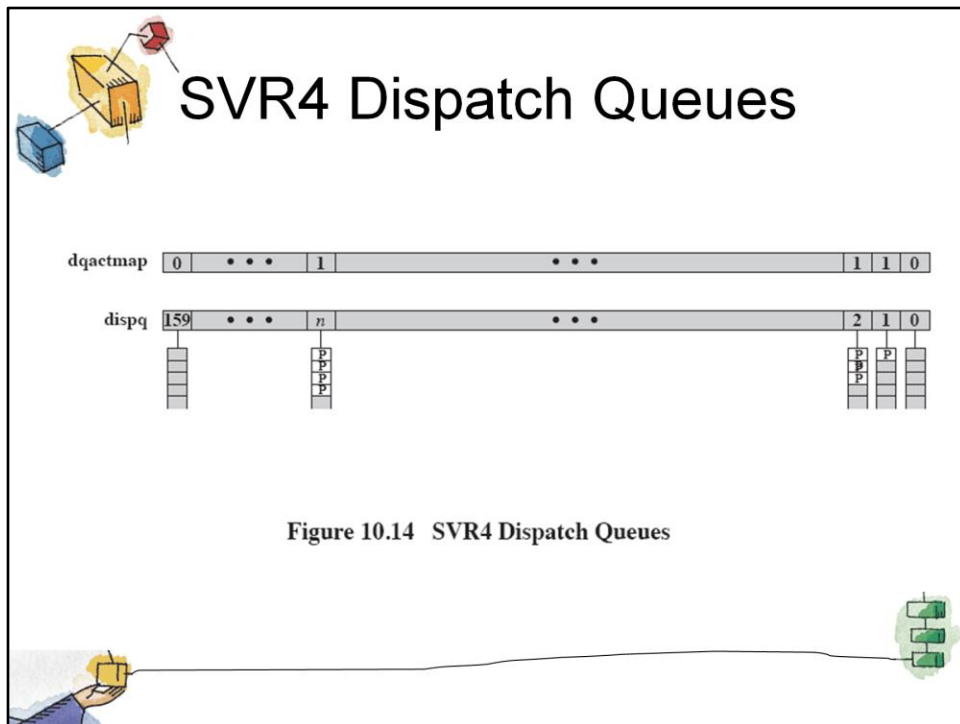 SVR4 Dispatch Queues
dqactmap 0 • • • 1 • • • 1 1 0
dispq 159 • • • n • • • 2 1 0
P P P
P P
P P
P
Figure 10.14 SVR4 Dispatch Queues